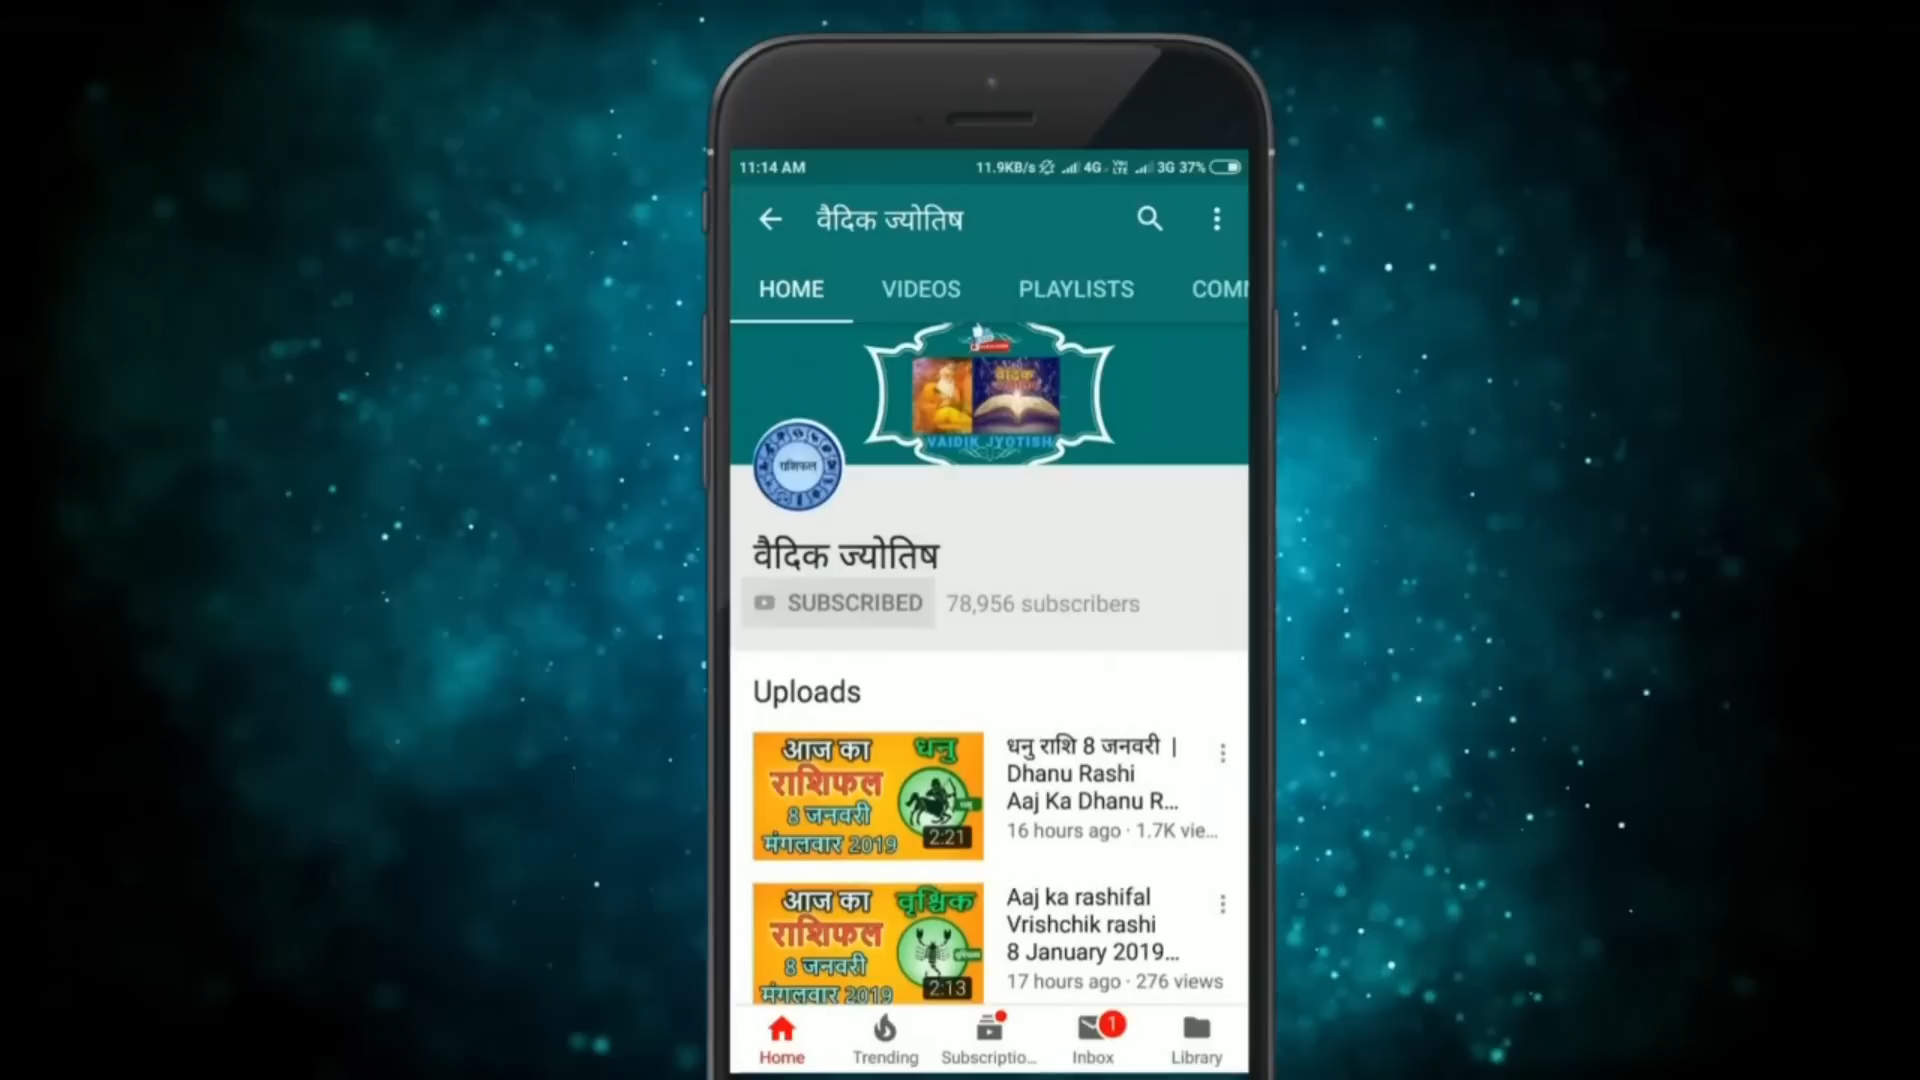 11:14 AM 11.9KB/s 4G VoLTE 3G 37%
वैदिक ज्योतिष
HOME VIDEOS PLAYLISTS COMM
वैदिक
VAIDIK JYOTISH
राशिफल
वैदिक ज्योतिष
SUBSCRIBED 78,956 subscribers
Uploads
आज का धनु
राशिफल
8 जनवरी
मंगलवार 2019
2:21
धनु राशि 8 जनवरी |
Dhanu Rashi
Aaj Ka Dhanu R...
16 hours ago · 1.7K vie...
आज का वृश्चिक
राशिफल
8 जनवरी
मंगलवार 2019
2:13
Aaj ka rashifal
Vrishchik rashi
8 January 2019...
17 hours ago · 276 views
1
Home Trending Subscriptio... Inbox Library